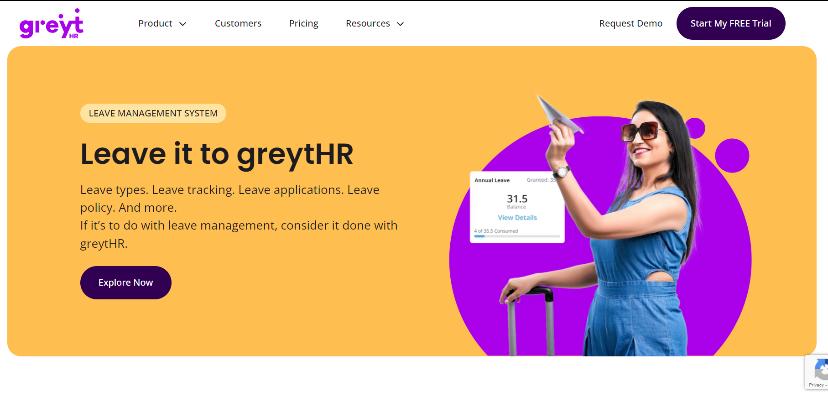 greyt
HR
Product
Customers
Pricing
Resources
Request Demo
Start My FREE Trial
LEAVE MANAGEMENT SYSTEM
Leave it to greytHR
Leave types. Leave tracking. Leave applications. Leave
policy. And more.
If it's to do with leave management, consider it done with
greytHR.
Explore Now
Annual Leave
Granted: 35
31.5
Balance
View Details
4 of 35.5 Consumed
Privacy -